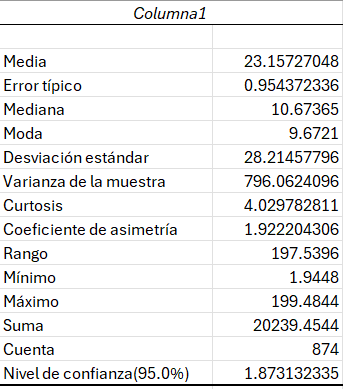 Columna1
Media 23.15727048
Error típico 0.954372336
Mediana 10.67365
Moda 9.6721
Desviación estándar 28.21457796
Varianza de la muestra 796.0624096
Curtosis 4.029782811
Coeficiente de asimetría 1.922204306
Rango 197.5396
Mínimo 1.9448
Máximo 199.4844
Suma 20239.4544
Cuenta 874
Nivel de confianza(95.0%) 1.873132335